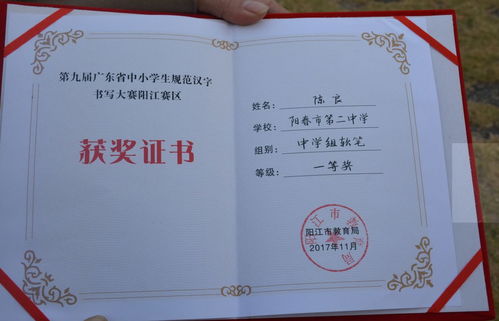 第九届广东省中小学生规范汉字
书写大赛阳江赛区
获奖证书
姓名: 陈良
学校: 阳春市第二中学
组别: 中学组软笔
等级: 一等奖
阳江市教育局
2017年11月